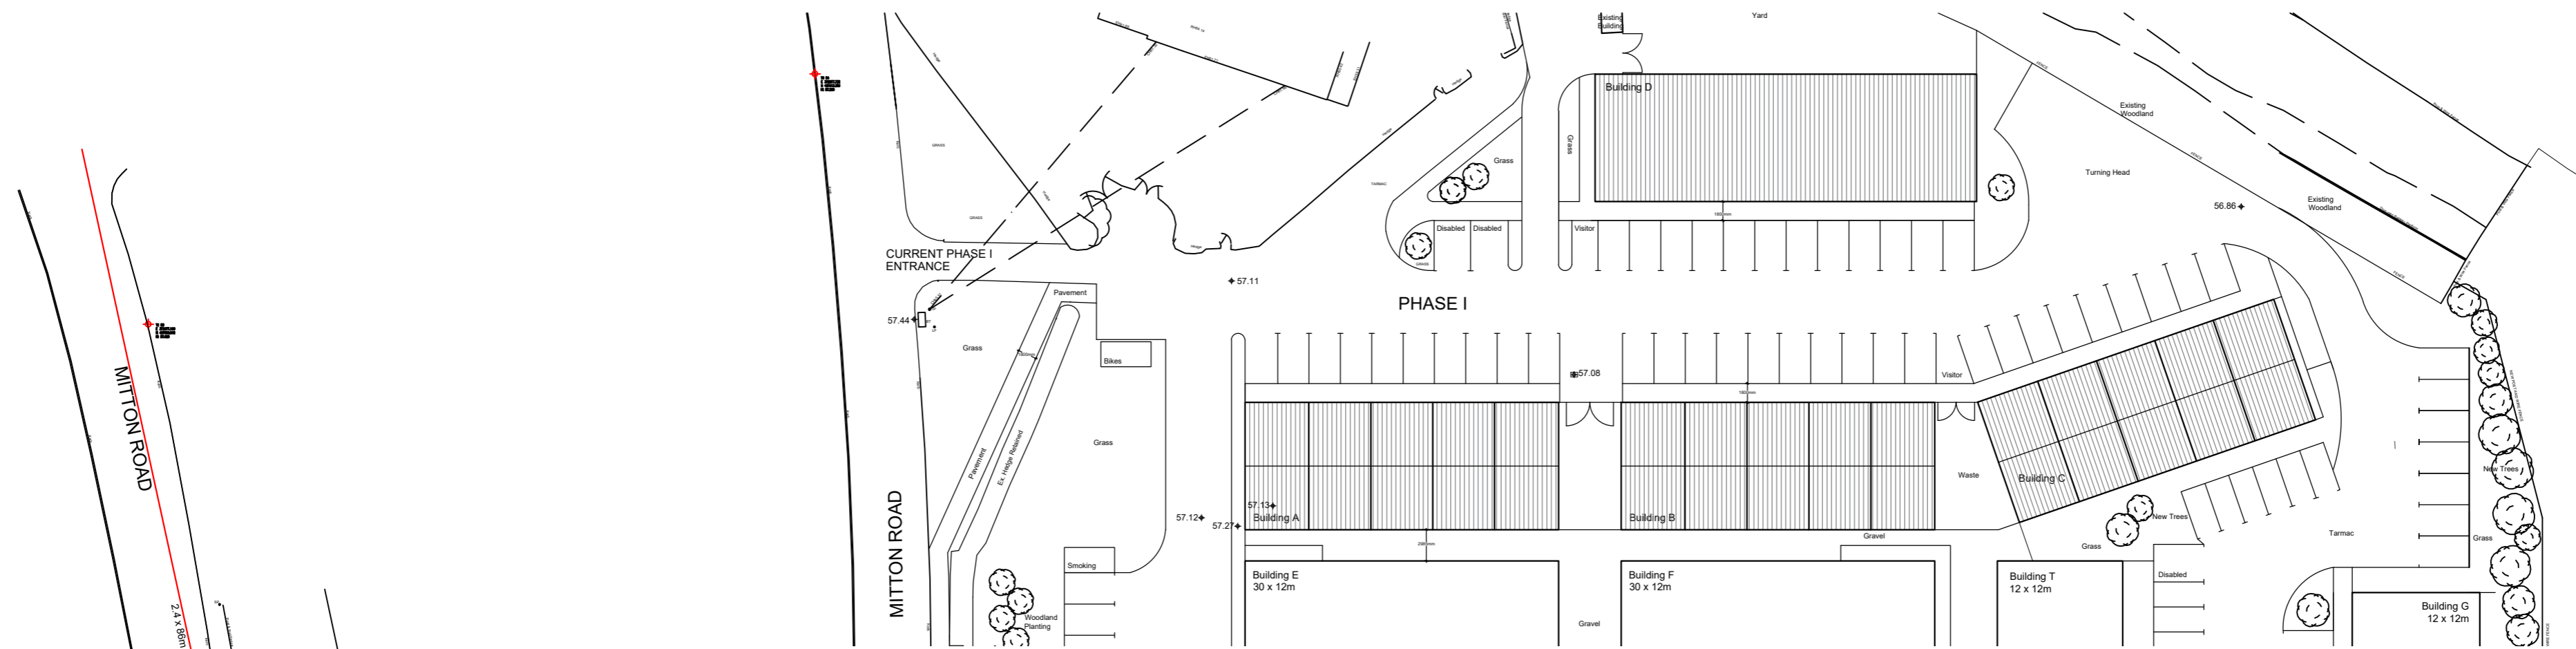 Existing
Building
Yard
Building D
Existing
Woodland
Grass
GRASS
Grass
Turning Head
TARMAC
Existing
Woodland
56.86
GRASS
Disabled
Disabled
Visitor
CURRENT PHASE I
ENTRANCE
GRASS
57.11
Pavement
PHASE I
57.44
Grass
Bikes
57.08
Visitor
MITTON ROAD
Grass
Pavement
Ex. Hedge Retained
Waste
Building C
New Trees
57.12
57.27
57.13
Building A
Building B
New Trees
MITTON ROAD
Gravel
Grass
Tarmac
Grass
Smoking
Building E
30 x 12m
Building F
30 x 12m
Building T
12 x 12m
Disabled
Building G
12 x 12m
2.4 x 86m
Woodland
Planting
Gravel